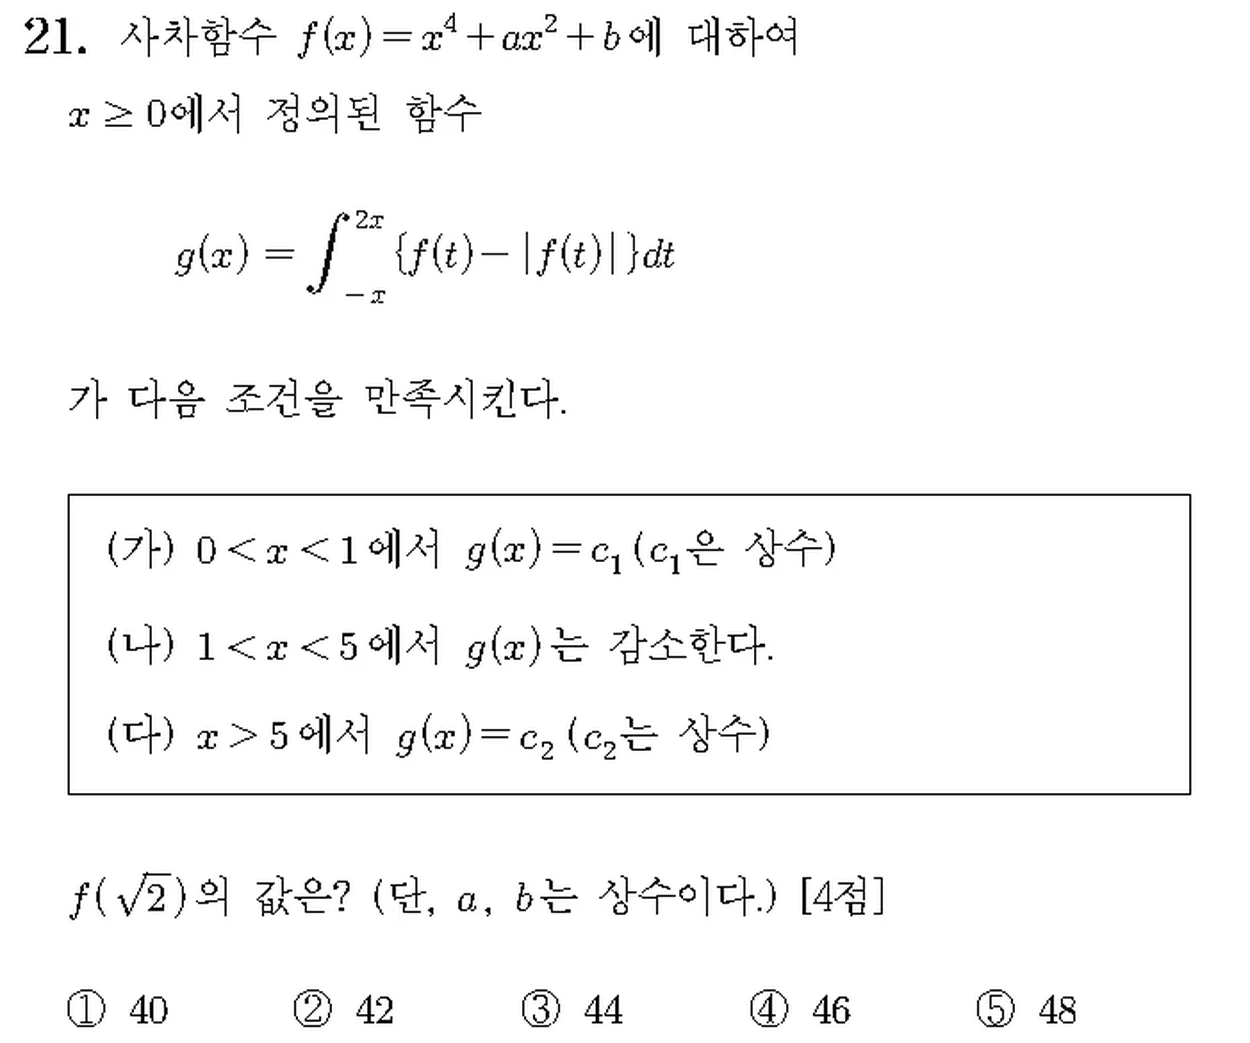 21. 사차함수 f(x)=x⁴+ax²+b에 대하여
x≥0에서 정의된 함수
g(x)=∫_{-x}^{2x} {f(t)-|f(t)|}dt
가 다음 조건을 만족시킨다.
(가) 0<x<1에서 g(x)=c₁ (c₁은 상수)
(나) 1<x<5에서 g(x)는 감소한다.
(다) x>5에서 g(x)=c₂ (c₂는 상수)
f(√2)의 값은? (단, a, b는 상수이다.) [4점]
① 40 ② 42 ③ 44 ④ 46 ⑤ 48